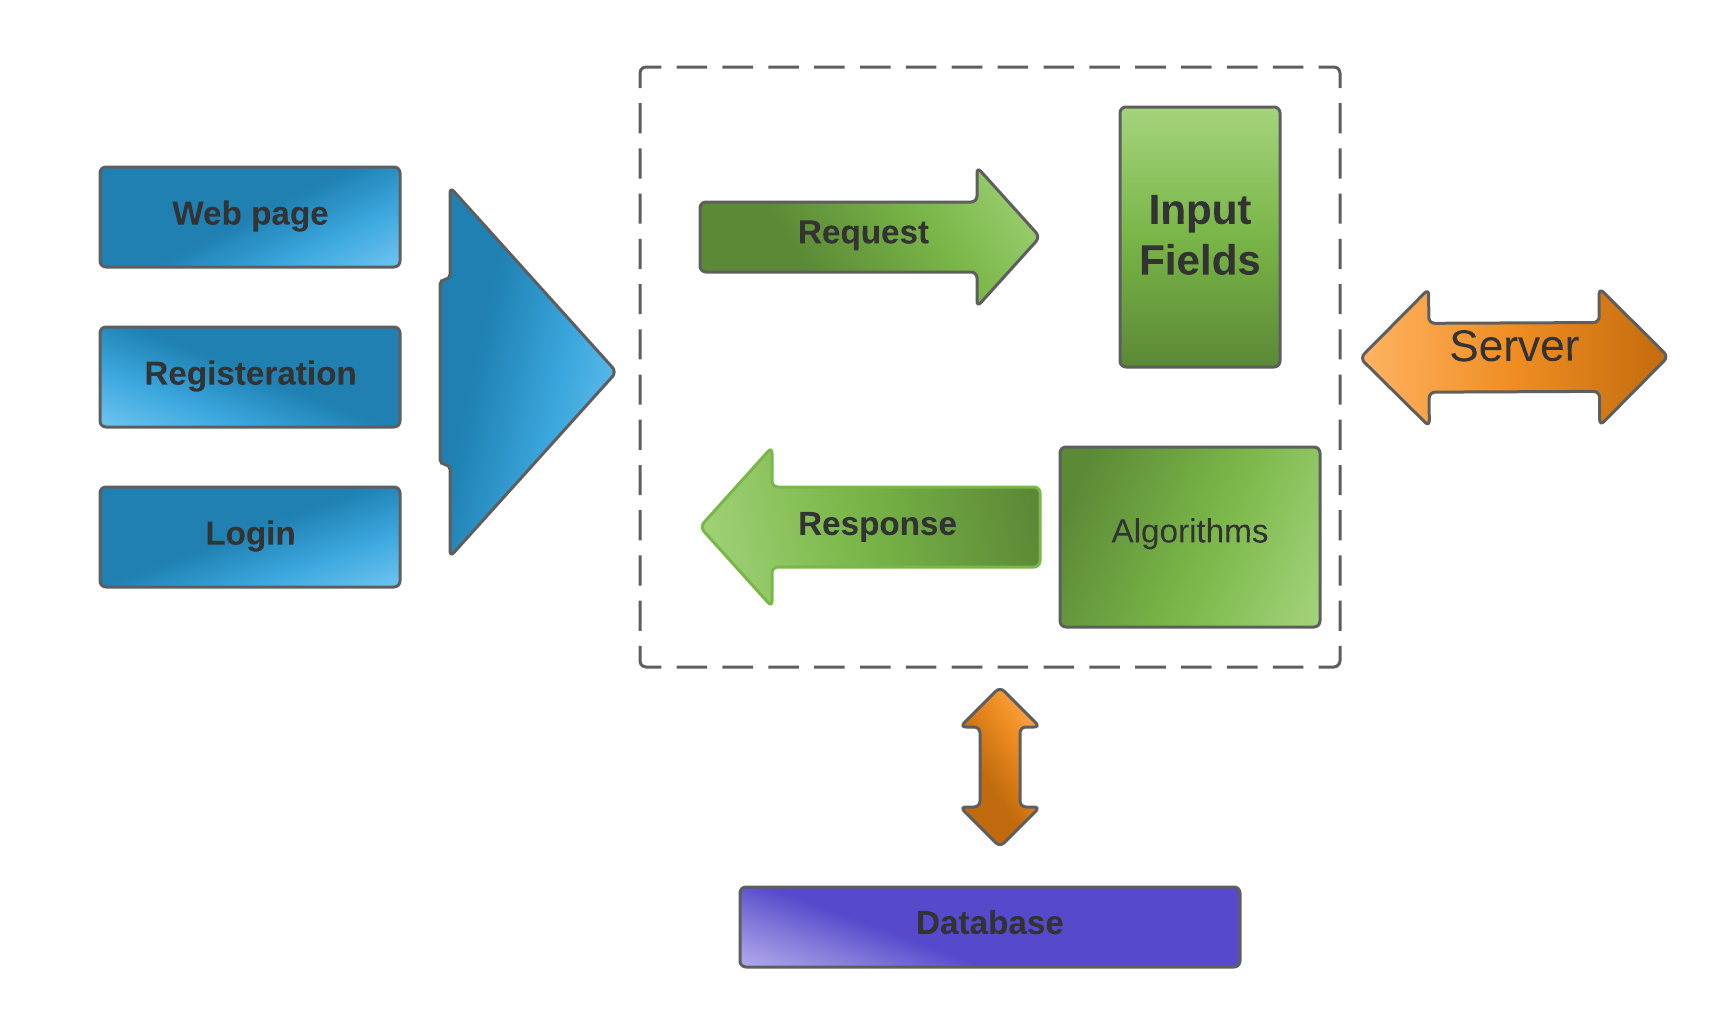 Web page
Registeration
Login
Request
Input
Fields
Response
Algorithms
Server
Database